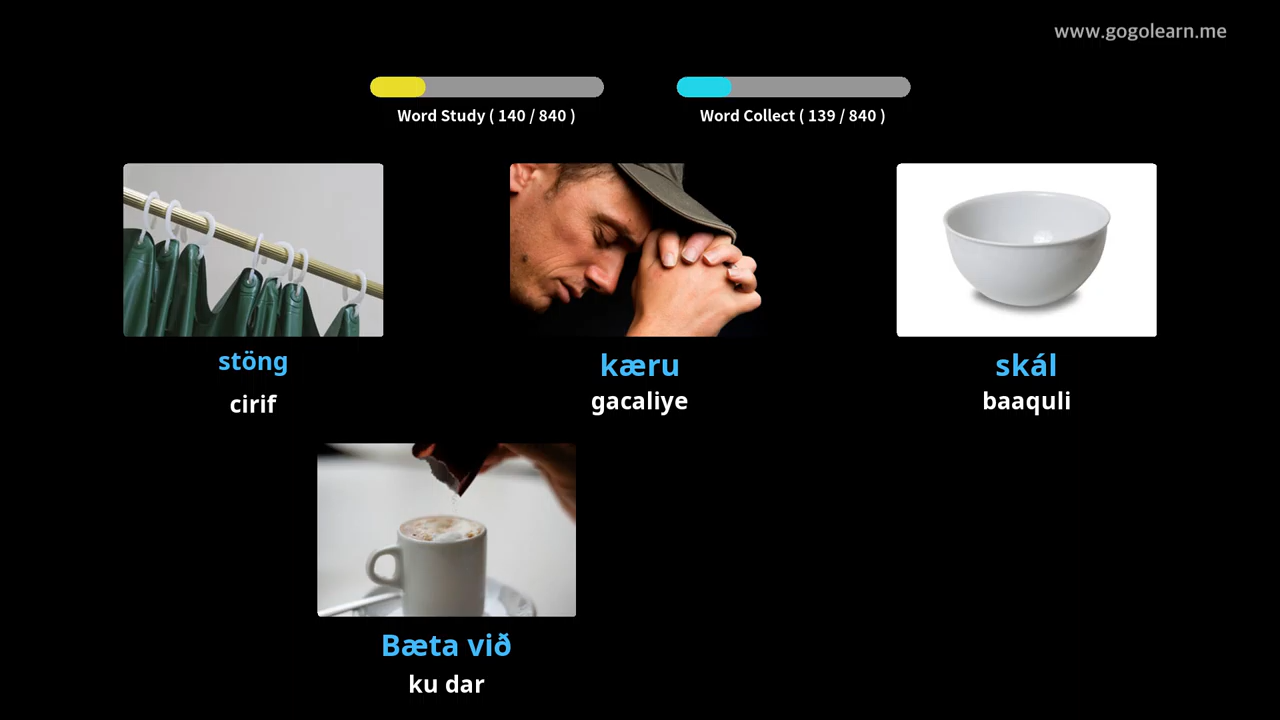 www.gogolearn.me
Word Study ( 140 / 840 )
Word Collect ( 139 / 840 )
stöng
cirif
kæru
gacaliye
skál
baaquli
Bæta við
ku dar